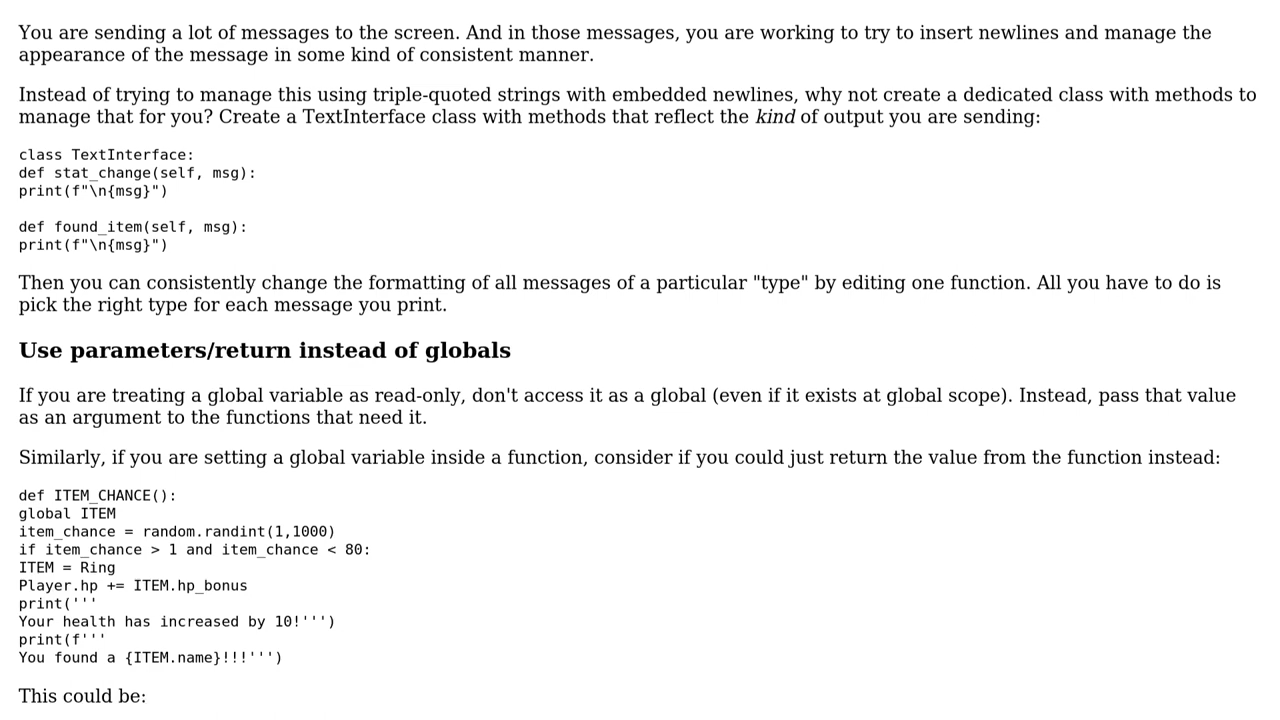 You are sending a lot of messages to the screen. And in those messages, you are working to try to insert newlines and manage the
appearance of the message in some kind of consistent manner.
Instead of trying to manage this using triple-quoted strings with embedded newlines, why not create a dedicated class with methods to
manage that for you? Create a TextInterface class with methods that reflect the kind of output you are sending:
class TextInterface:
def stat_change(self, msg):
print(f"\n{msg}")
def found_item(self, msg):
print(f"\n{msg}")
Then you can consistently change the formatting of all messages of a particular "type" by editing one function. All you have to do is
pick the right type for each message you print.
Use parameters/return instead of globals
If you are treating a global variable as read-only, don't access it as a global (even if it exists at global scope). Instead, pass that value
as an argument to the functions that need it.
Similarly, if you are setting a global variable inside a function, consider if you could just return the value from the function instead:
def ITEM_CHANCE():
global ITEM
item_chance = random.randint(1,1000)
if item_chance > 1 and item_chance < 80:
ITEM = Ring
Player.hp += ITEM.hp_bonus
print('''
Your health has increased by 10!''')
print(f'''
You found a {ITEM.name}!!!''')
This could be: